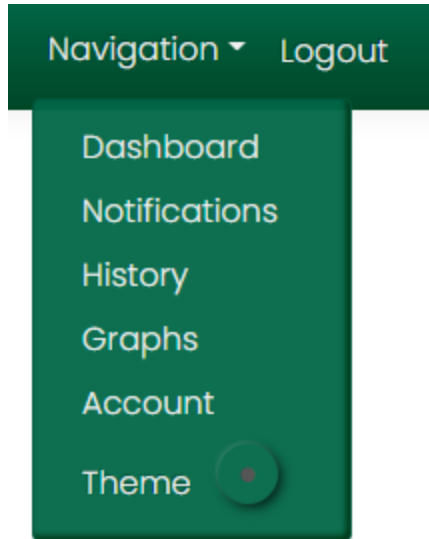 Navigation Logout
Dashboard
Notifications
History
Graphs
Account
Theme